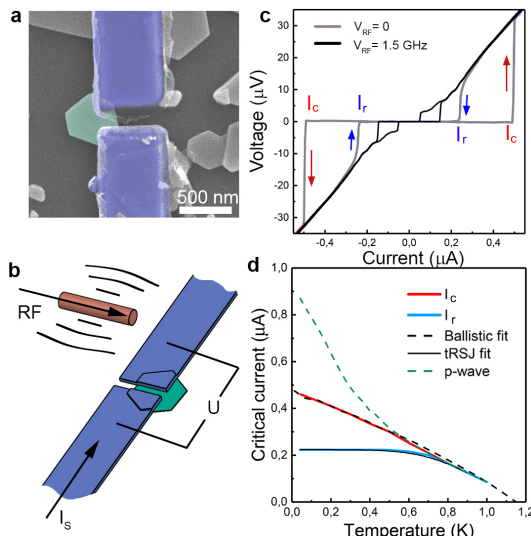 a
500 nm
b
RF
U
I_S
c
V_RF= 0
V_RF= 1.5 GHz
Voltage (µV)
30
20
10
0
-10
-20
-30
I_c
I_r
I_r
I_c
-0,4
-0,2
0,0
0,2
0,4
Current (µA)
d
Critical current (µA)
1,0
0,8
0,6
0,4
0,2
0,0
I_c
I_r
Ballistic fit
tRSJ fit
p-wave
0,0
0,2
0,4
0,6
0,8
1,0
1,2
Temperature (K)